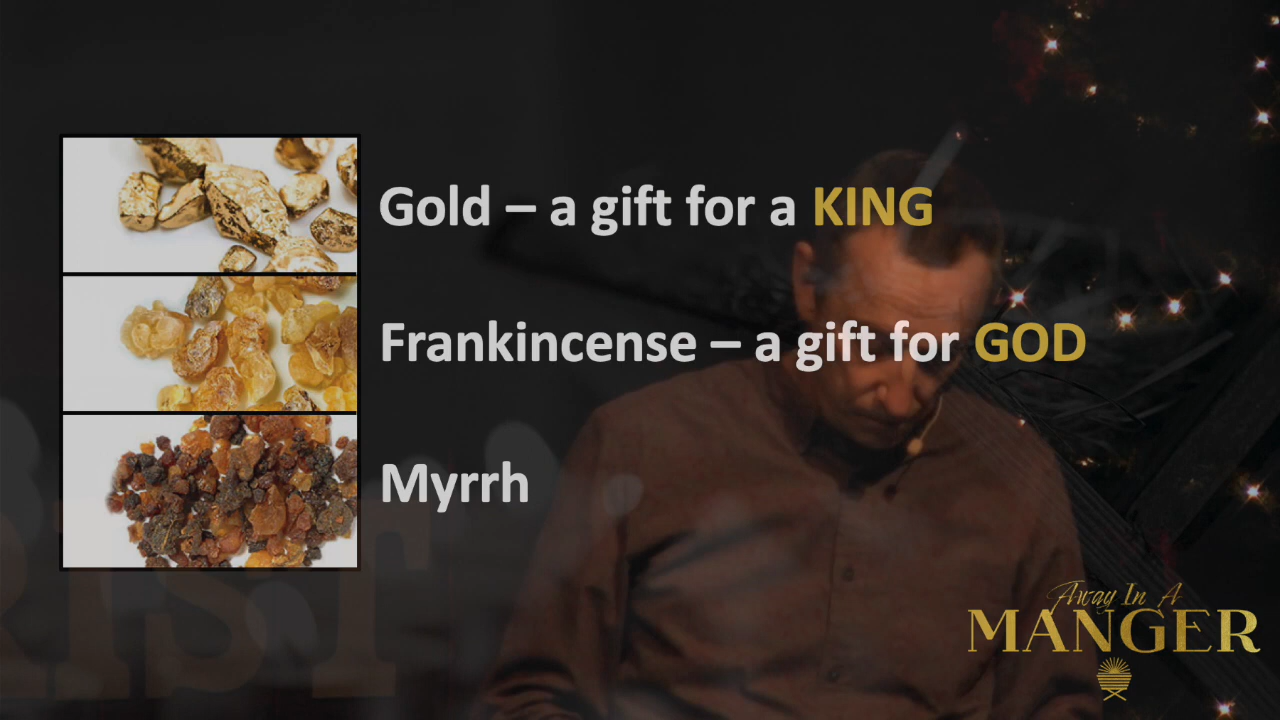 Gold – a gift for a KING
Frankincense – a gift for GOD
Myrrh
Away In A
MANGER